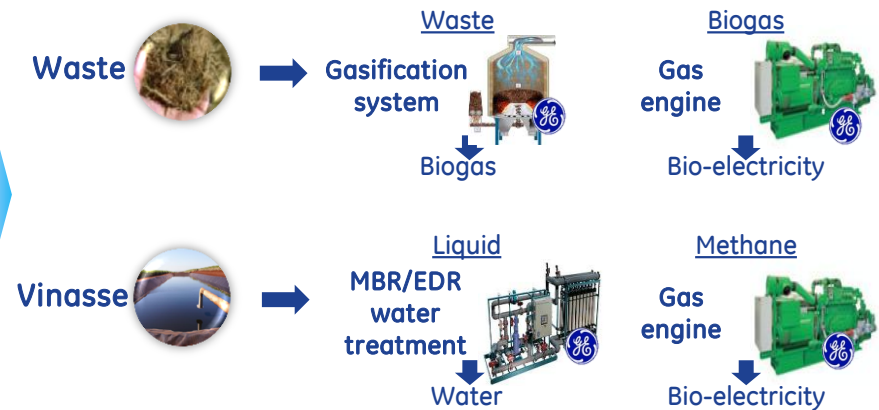 Waste
Waste
Gasification
system
Biogas
Biogas
Gas
engine
Bio-electricity
Vinasse
Liquid
MBR/EDR
water
treatment
Water
Methane
Gas
engine
Bio-electricity